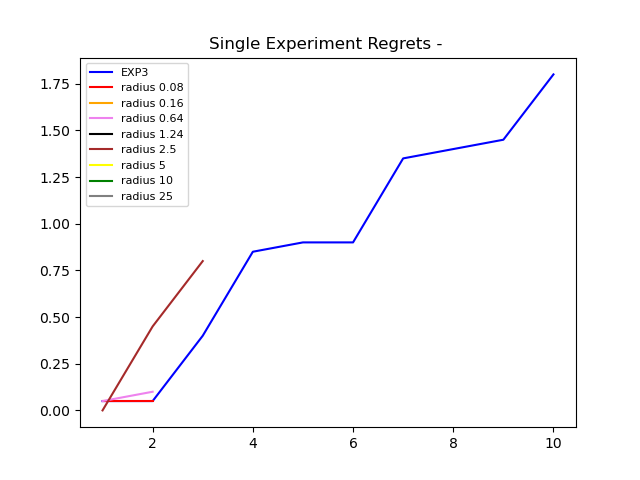 Single Experiment Regrets -
EXP3
radius 0.08
radius 0.16
radius 0.64
radius 1.24
radius 2.5
radius 5
radius 10
radius 25
1.75
1.50
1.25
1.00
0.75
0.50
0.25
0.00
2 4 6 8 10